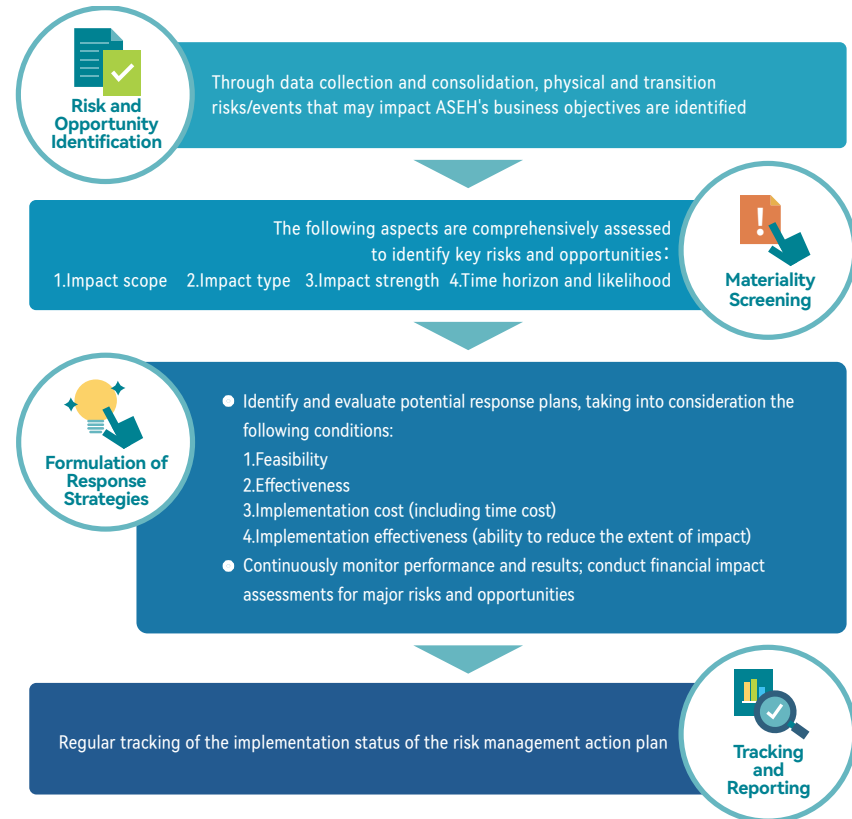 Risk and
Opportunity
Identification
Through data collection and consolidation, physical and transition
risks/events that may impact ASEH's business objectives are identified
The following aspects are comprehensively assessed
to identify key risks and opportunities:
1.Impact scope 2.Impact type 3.Impact strength 4.Time horizon and likelihood
Materiality
Screening
Formulation of
Response
Strategies
Identify and evaluate potential response plans, taking into consideration the
following conditions:
1.Feasibility
2.Effectiveness
3.Implementation cost (including time cost)
4.Implementation effectiveness (ability to reduce the extent of impact)
Continuously monitor performance and results; conduct financial impact
assessments for major risks and opportunities
Regular tracking of the implementation status of the risk management action plan
Tracking
and
Reporting